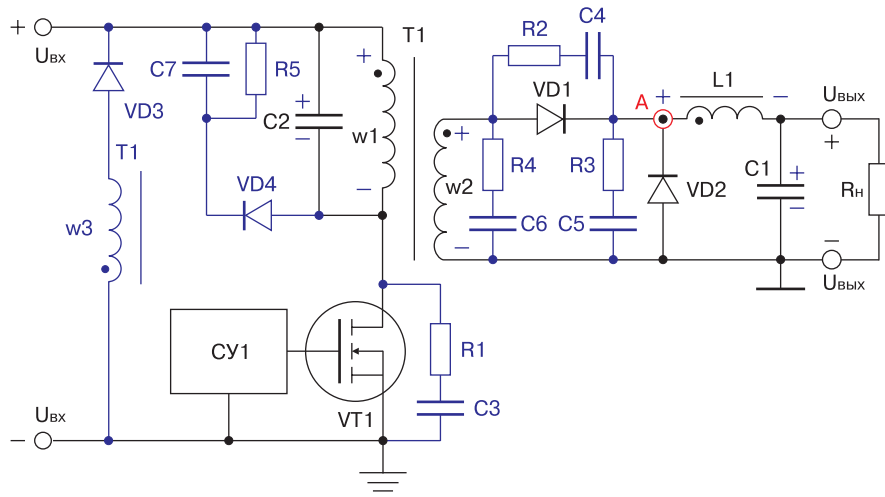 +
Uвх
VD3
T1
w3
C7
R5
C2
+
−
+
T1
w1
−
VD4
СУ1
VT1
R1
C3
−
Uвх
R2
C4
VD1
A
+
L1
−
+
w2
−
R4
C6
R3
C5
VD2
C1
+
−
Uвых
+
Rн
−
Uвых